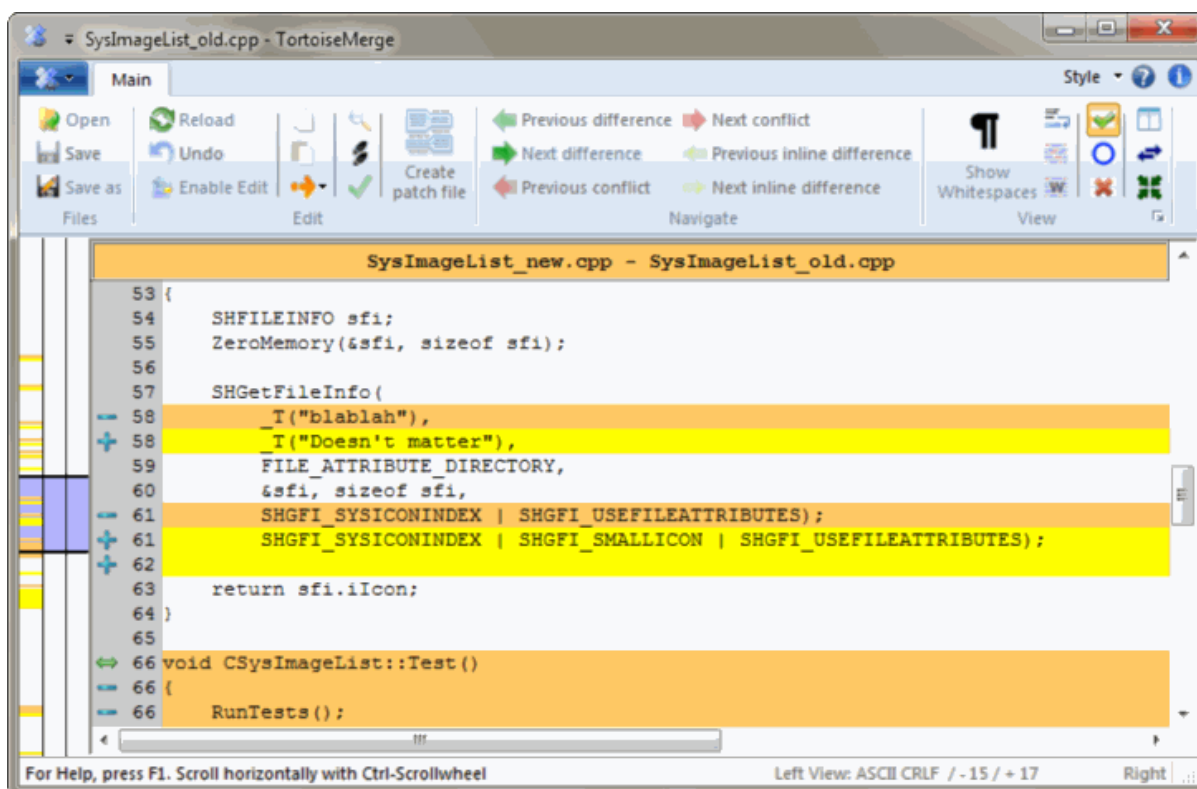 SysImageList_old.cpp - TortoiseMerge
Main
Style
Open
Save
Save as
Files
Reload
Undo
Enable Edit
Edit
Create
patch file
Previous difference
Next difference
Previous conflict
Next conflict
Previous inline difference
Next inline difference
Navigate
Show
Whitespaces
View
SysImageList_new.cpp - SysImageList_old.cpp
53 {
54 SHFILEINFO sfi;
55 ZeroMemory(&sfi, sizeof sfi);
56
57 SHGetFileInfo(
58 _T("blablah"),
58 _T("Doesn't matter"),
59 FILE_ATTRIBUTE_DIRECTORY,
60 &sfi, sizeof sfi,
61 SHGFI_SYSICONINDEX | SHGFI_USEFILEATTRIBUTES);
61 SHGFI_SYSICONINDEX | SHGFI_SMALLICON | SHGFI_USEFILEATTRIBUTES);
62
63 return sfi.iIcon;
64 }
65
66 void CSysImageList::Test()
66 {
66 RunTests();
For Help, press F1. Scroll horizontally with Ctrl-Scrollwheel
Left View: ASCII CRLF / -15 / + 17
Right